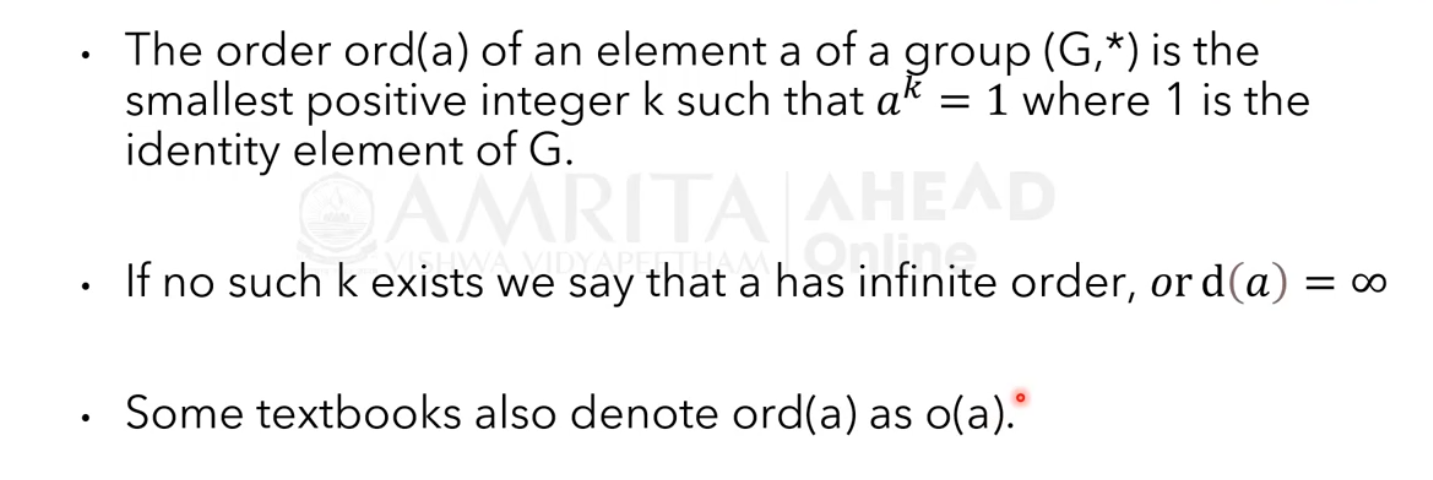 • The order ord(a) of an element a of a group (G,*) is the
smallest positive integer k such that 𝑎ᵏ = 1 where 1 is the
identity element of G.
AMRITA AHEAD
VISHWA VIDYAPEETHAM Online
• If no such k exists we say that a has infinite order, or d(a) = ∞
• Some textbooks also denote ord(a) as o(a).